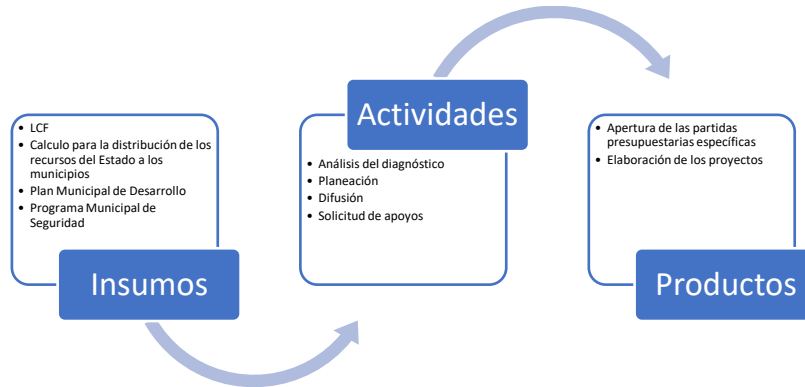 • LCF
• Calculo para la distribución de los
recursos del Estado a los
municipios
• Plan Municipal de Desarrollo
• Programa Municipal de
Seguridad
Insumos
Actividades
• Análisis del diagnóstico
• Planeación
• Difusión
• Solicitud de apoyos
• Apertura de las partidas
presupuestarias específicas
• Elaboración de los proyectos
Productos